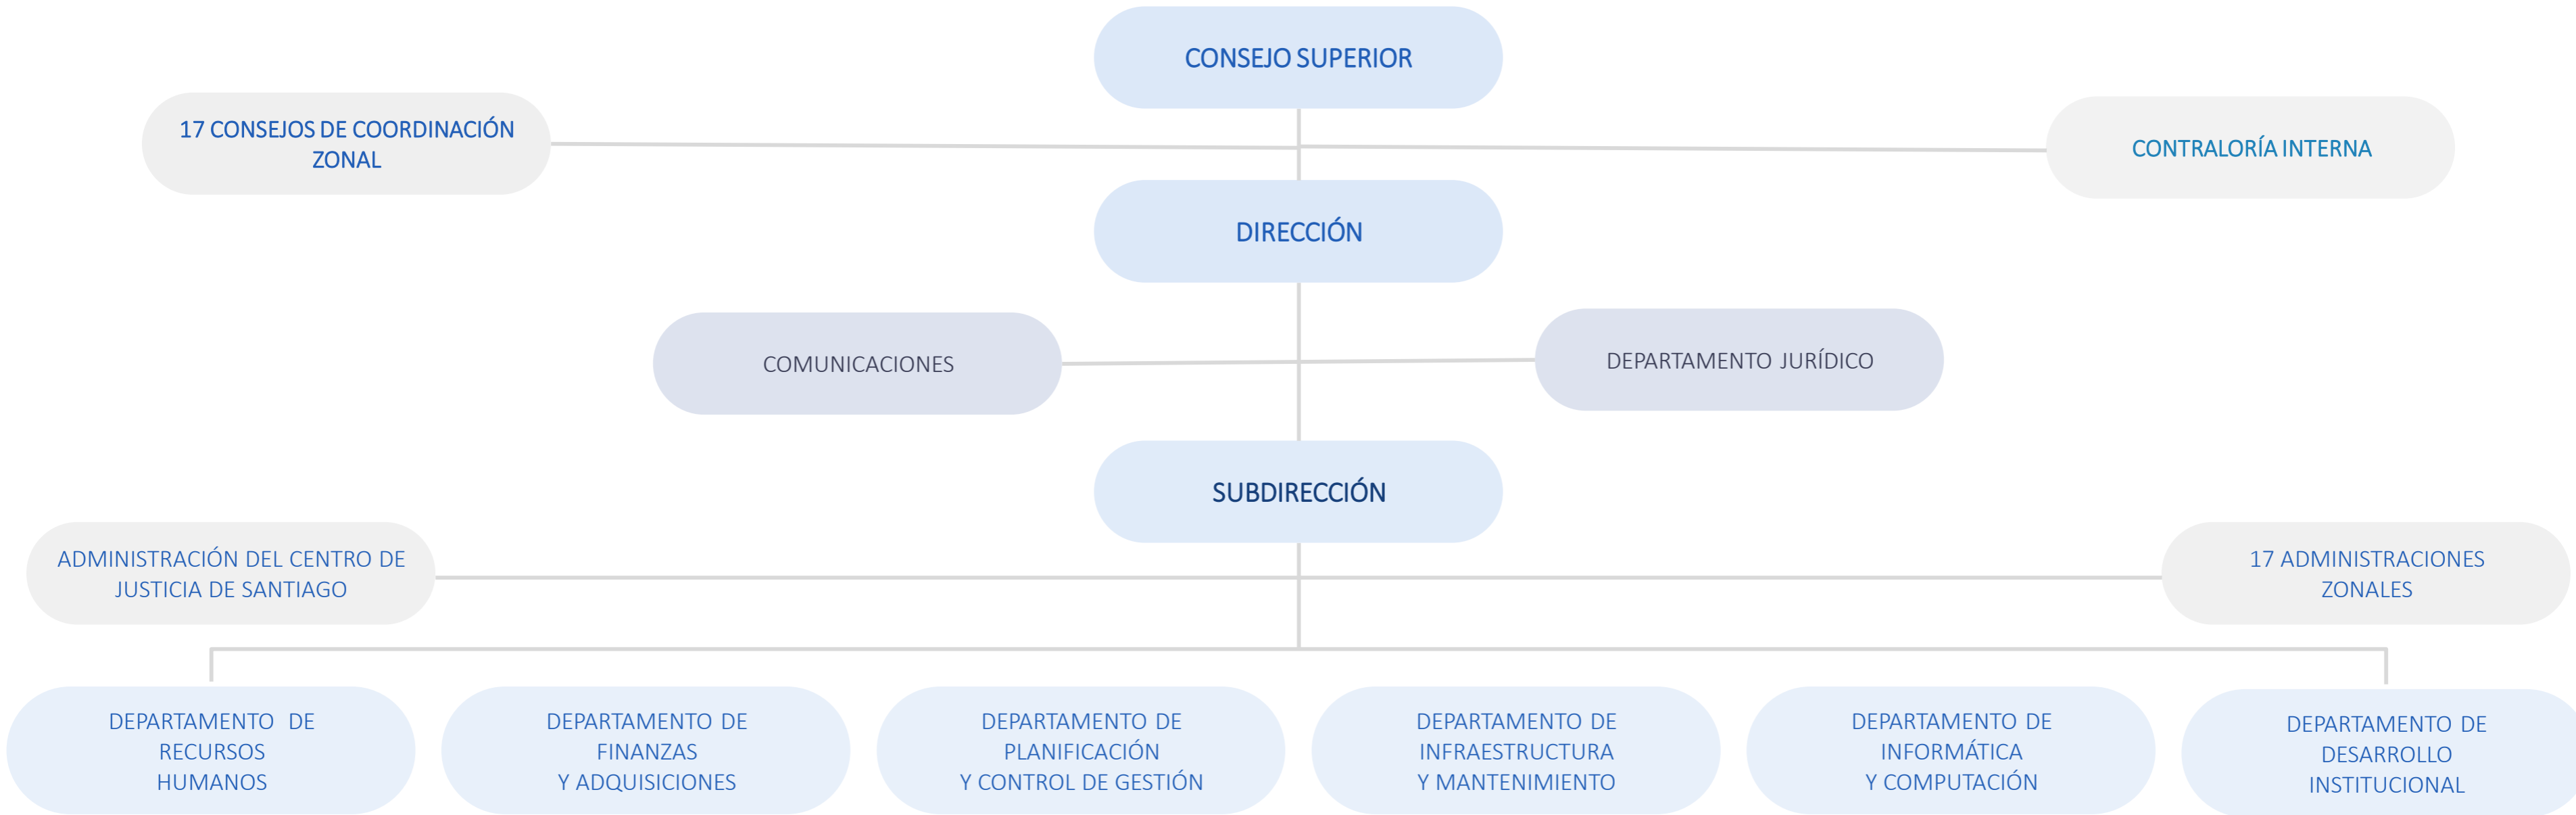 CONSEJO SUPERIOR
17 CONSEJOS DE COORDINACIÓN
ZONAL
CONTRALORÍA INTERNA
DIRECCIÓN
COMUNICACIONES
DEPARTAMENTO JURÍDICO
SUBDIRECCIÓN
ADMINISTRACIÓN DEL CENTRO DE
JUSTICIA DE SANTIAGO
17 ADMINISTRACIONES
ZONALES
DEPARTAMENTO DE
RECURSOS
HUMANOS
DEPARTAMENTO DE
FINANZAS
Y ADQUISICIONES
DEPARTAMENTO DE
PLANIFICACIÓN
Y CONTROL DE GESTIÓN
DEPARTAMENTO DE
INFRAESTRUCTURA
Y MANTENIMIENTO
DEPARTAMENTO DE
INFORMÁTICA
Y COMPUTACIÓN
DEPARTAMENTO DE
DESARROLLO
INSTITUCIONAL